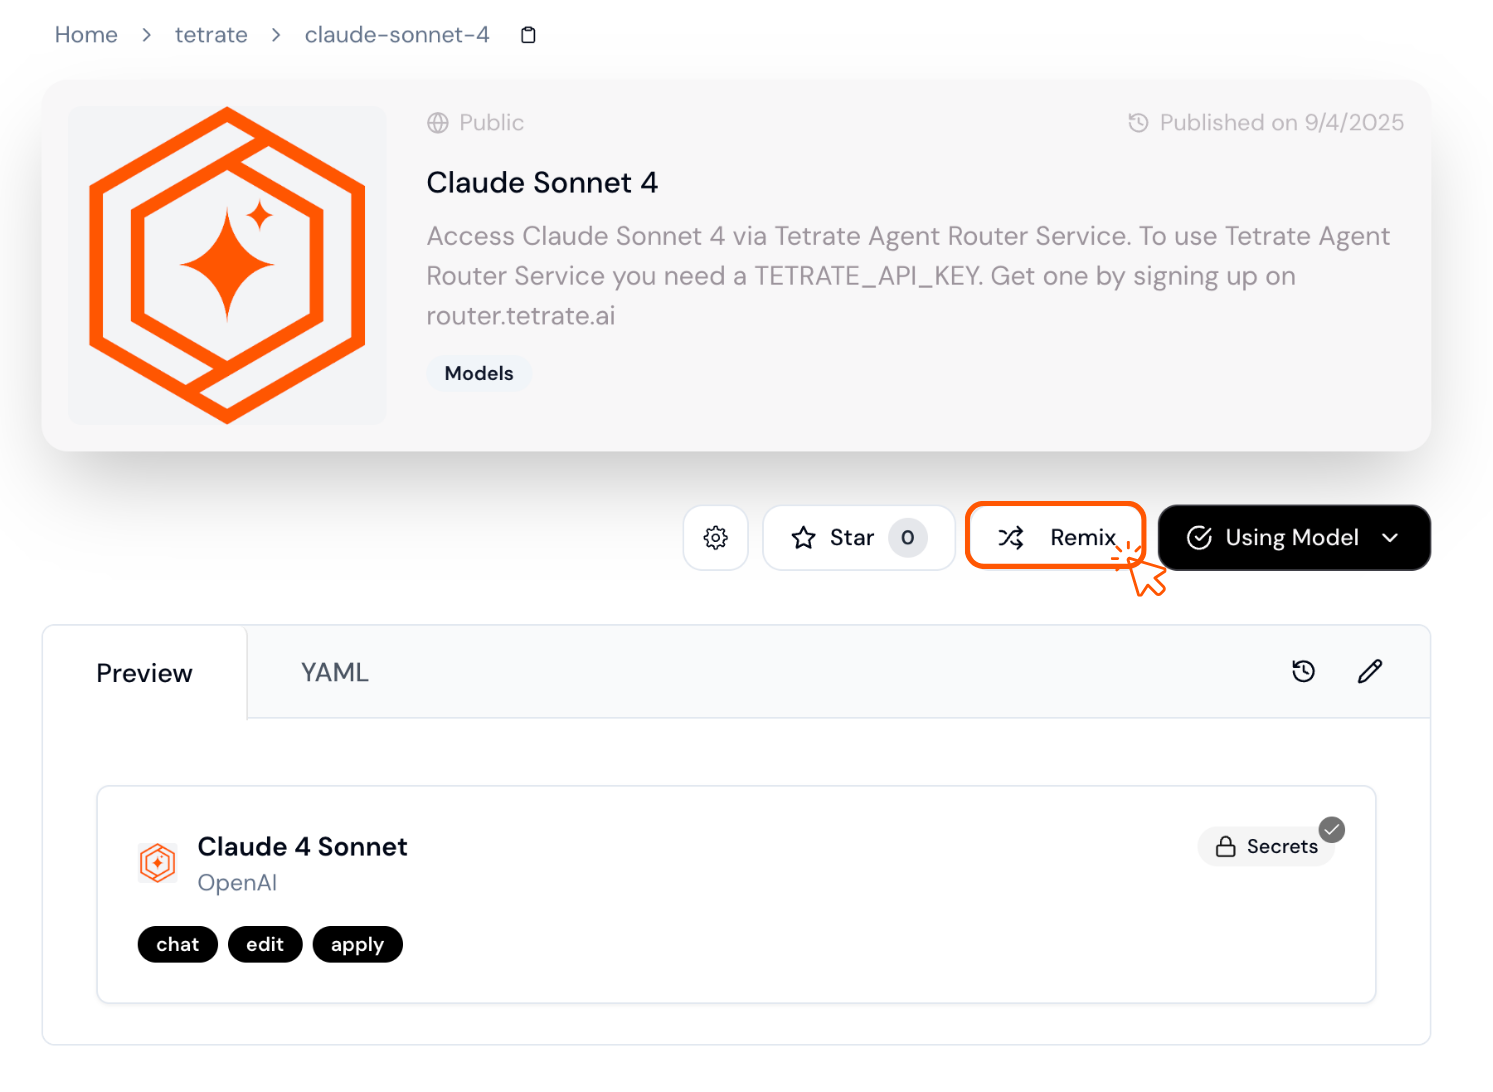 Home > tetrate > claude-sonnet-4
Public
Published on 9/4/2025
Claude Sonnet 4
Access Claude Sonnet 4 via Tetrate Agent Router Service. To use Tetrate Agent
Router Service you need a TETRATE_API_KEY. Get one by signing up on
router.tetrate.ai
Models
Star 0
Remix
Using Model
Preview
YAML
Claude 4 Sonnet
Secrets
OpenAI
chat edit apply